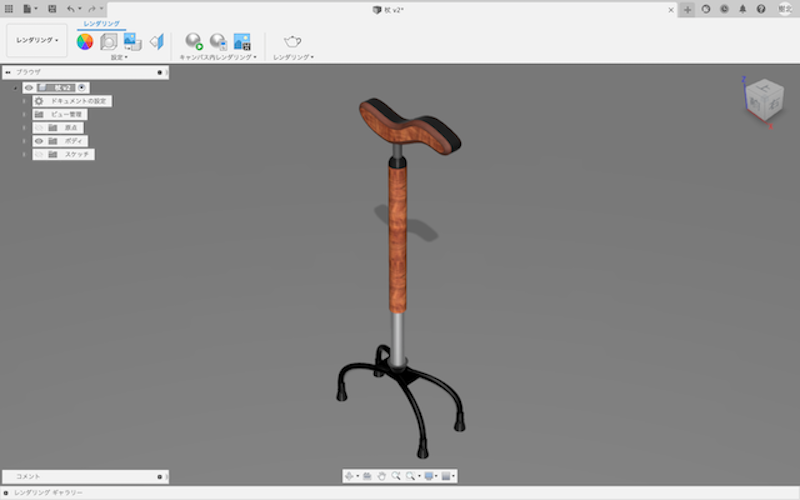 杖 v2*
レンダリング
レンダリング
設定
キャンバス内レンダリング
レンダリング
ブラウザ
杖 v2
ドキュメントの設定
ビュー管理
原点
ボディ
スケッチ
Z
コメント
レンダリング ギャラリー